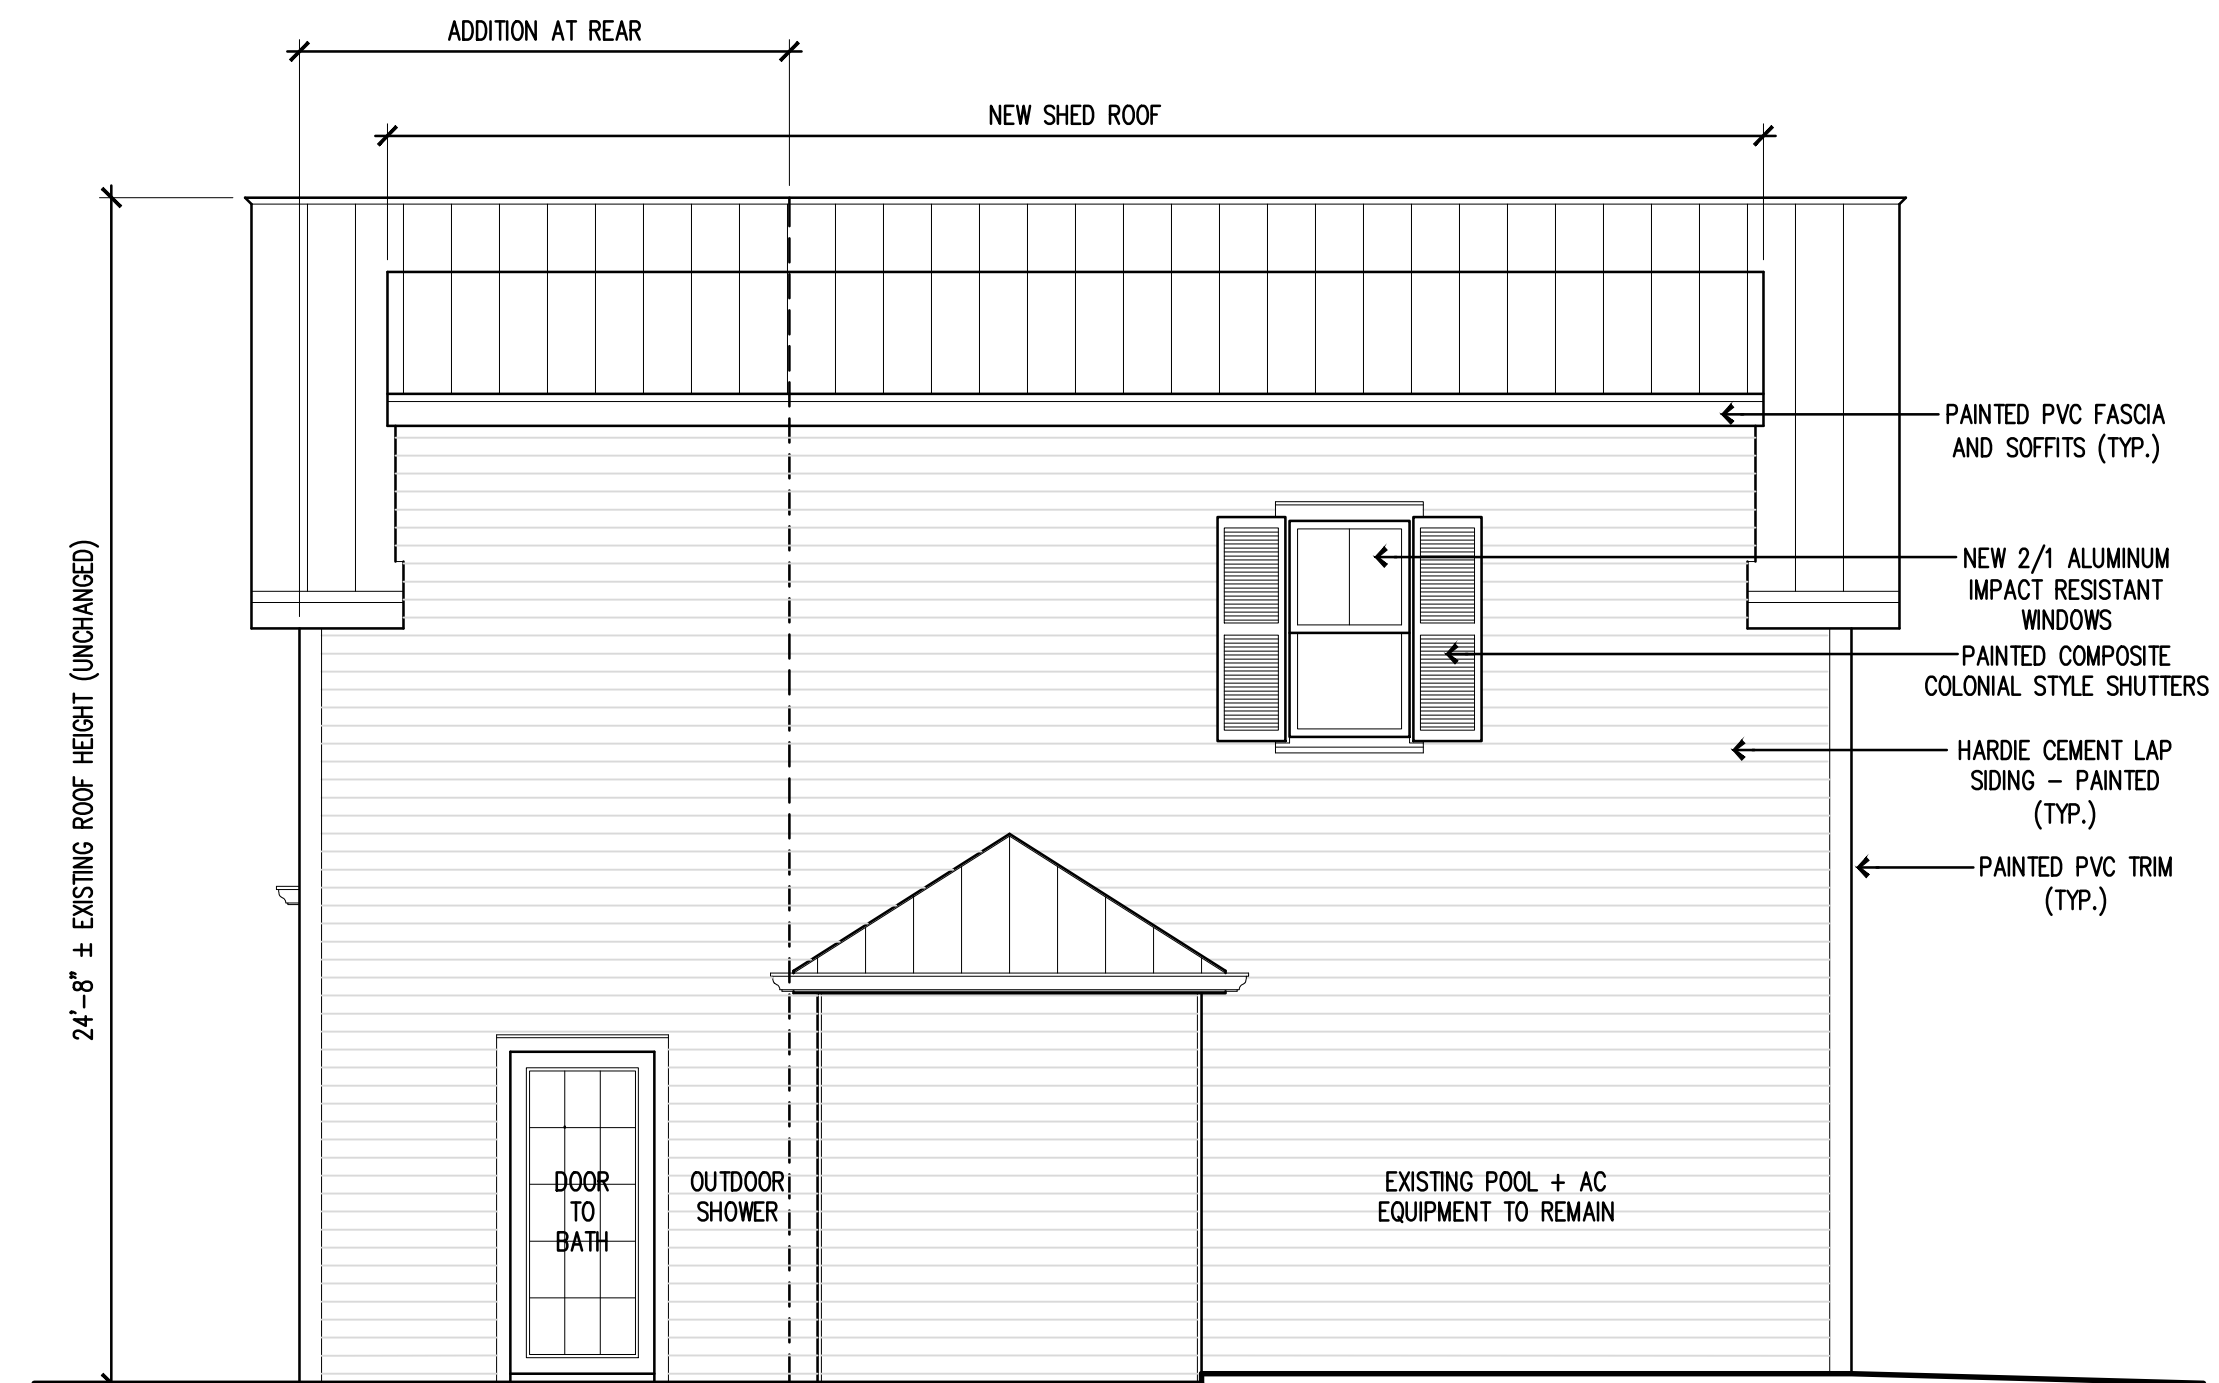 ADDITION AT REAR
NEW SHED ROOF
24'-8" ± EXISTING ROOF HEIGHT (UNCHANGED)
PAINTED PVC FASCIA
AND SOFFITS (TYP.)
NEW 2/1 ALUMINUM
IMPACT RESISTANT
WINDOWS
PAINTED COMPOSITE
COLONIAL STYLE SHUTTERS
HARDIE CEMENT LAP
SIDING – PAINTED
(TYP.)
PAINTED PVC TRIM
(TYP.)
DOOR
TO
BATH
OUTDOOR
SHOWER
EXISTING POOL + AC
EQUIPMENT TO REMAIN